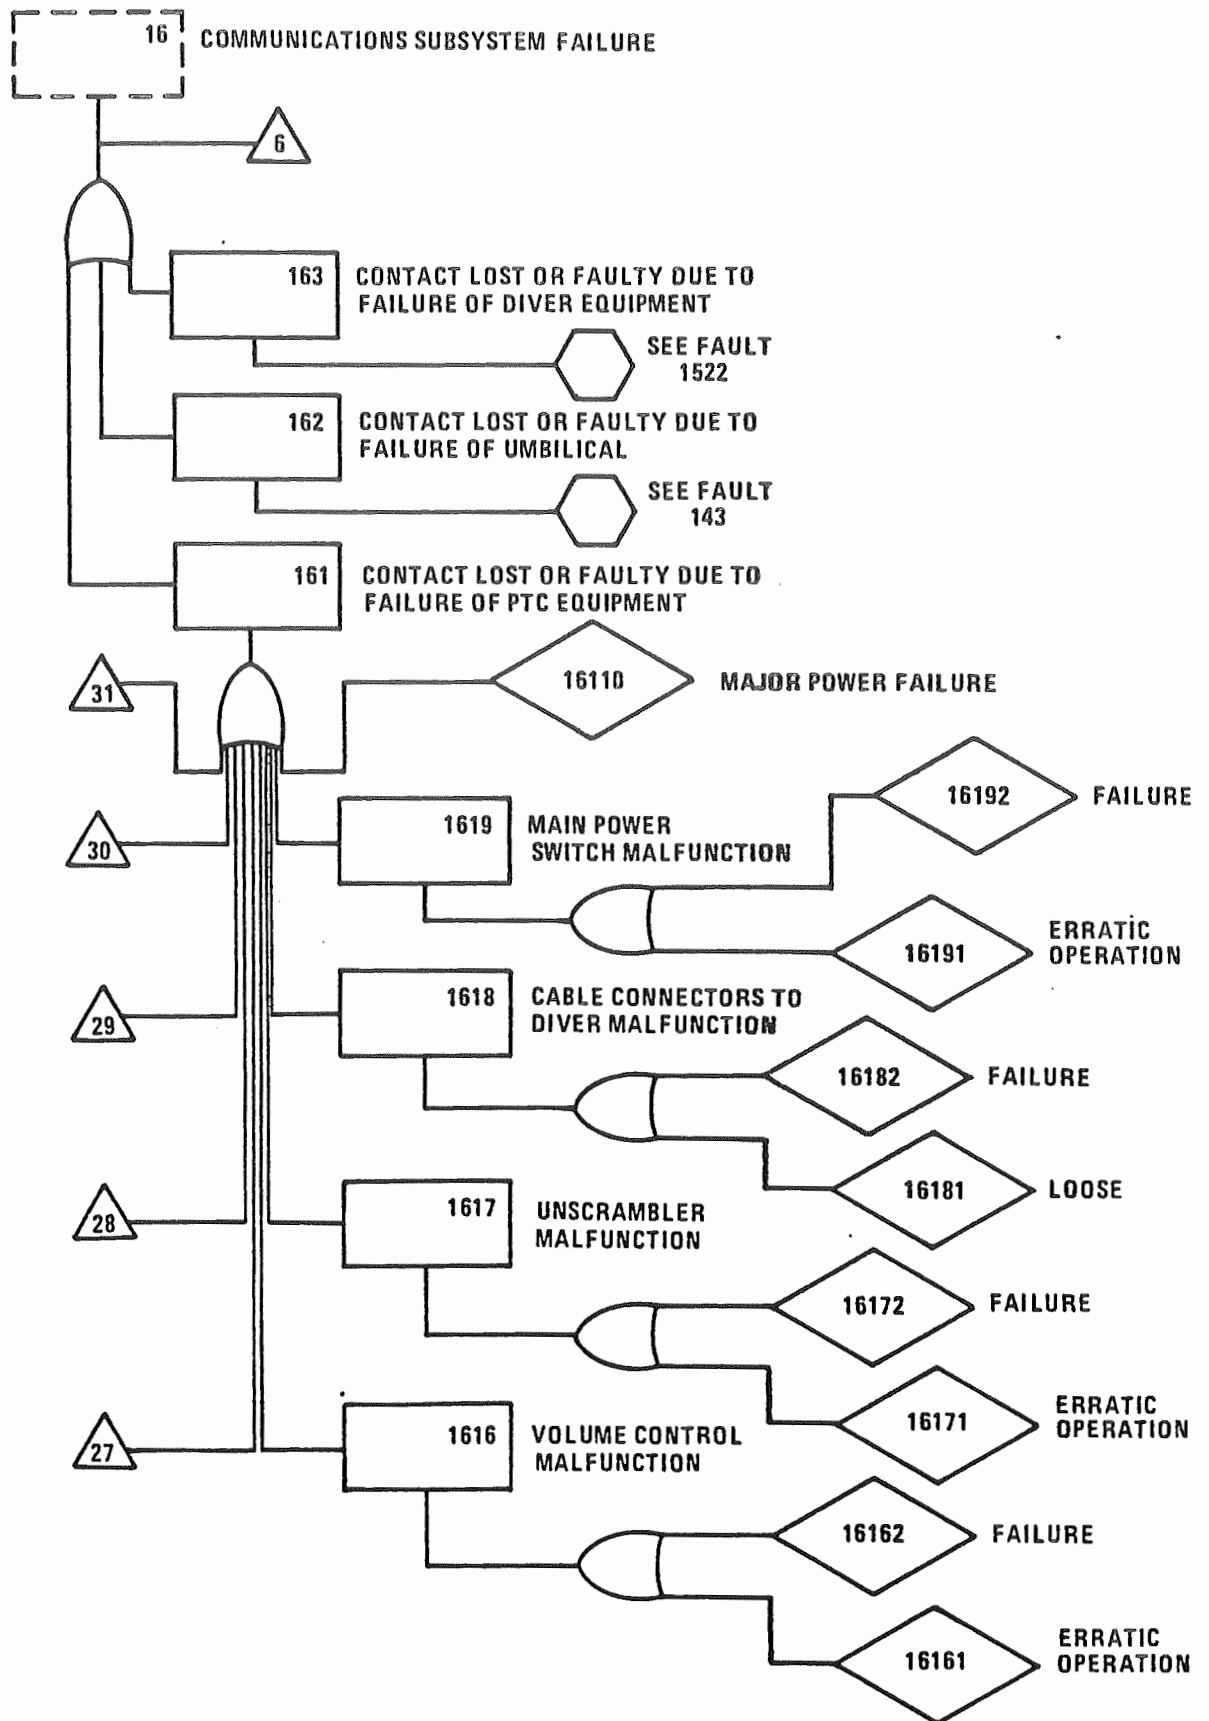 16
COMMUNICATIONS SUBSYSTEM FAILURE
6
163
CONTACT LOST OR FAULTY DUE TO
FAILURE OF DIVER EQUIPMENT
SEE FAULT
1522
162
CONTACT LOST OR FAULTY DUE TO
FAILURE OF UMBILICAL
SEE FAULT
143
161
CONTACT LOST OR FAULTY DUE TO
FAILURE OF PTC EQUIPMENT
31
16110
MAJOR POWER FAILURE
16192
FAILURE
30
1619
MAIN POWER
SWITCH MALFUNCTION
16191
ERRATIC
OPERATION
29
1618
CABLE CONNECTORS TO
DIVER MALFUNCTION
16182
FAILURE
16181
LOOSE
28
1617
UNSCRAMBLER
MALFUNCTION
16172
FAILURE
16171
ERRATIC
OPERATION
27
1616
VOLUME CONTROL
MALFUNCTION
16162
FAILURE
16161
ERRATIC
OPERATION